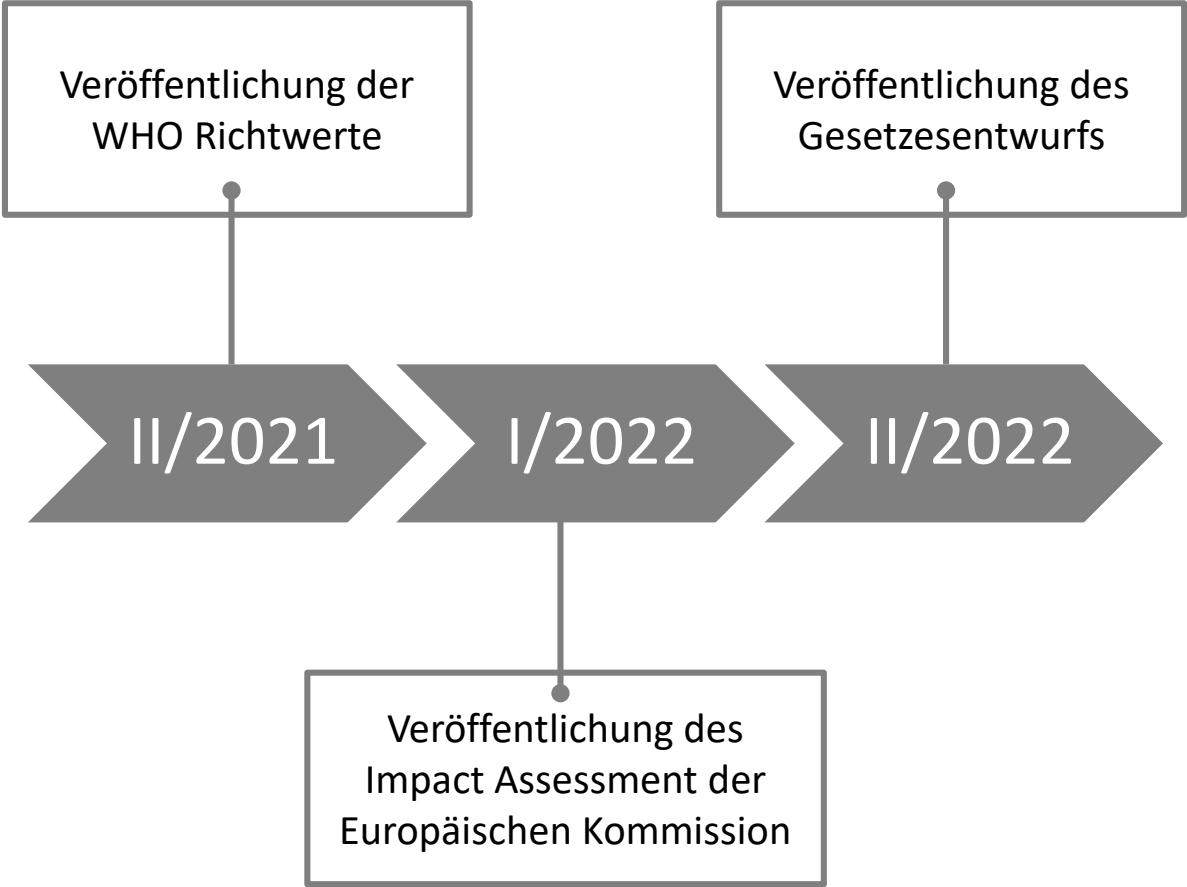 Veröffentlichung der
WHO Richtwerte
Veröffentlichung des
Gesetzesentwurfs
II/2021
I/2022
II/2022
Veröffentlichung des
Impact Assessment der
Europäischen Kommission